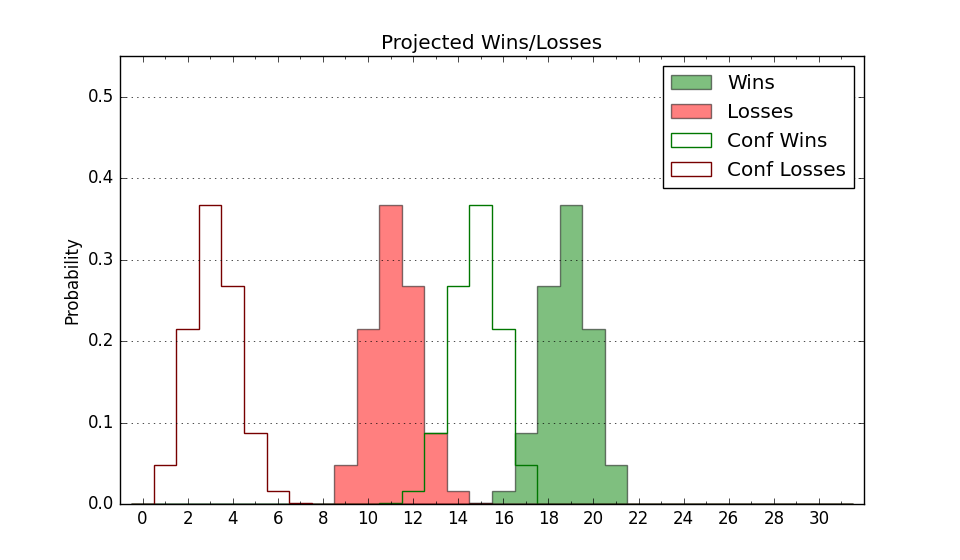 Projected Wins/Losses
Wins
Losses
Conf Wins
Conf Losses
Probability
0.5
0.4
0.3
0.2
0.1
0.0
0 2 4 6 8 10 12 14 16 18 20 22 24 26 28 30